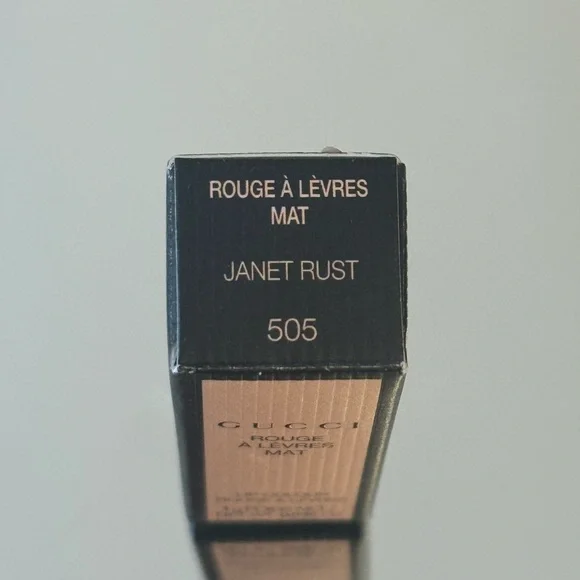 ROUGE À LÈVRES
MAT
JANET RUST
505
GUCCI
ROUGE
À LÈVRES
MAT